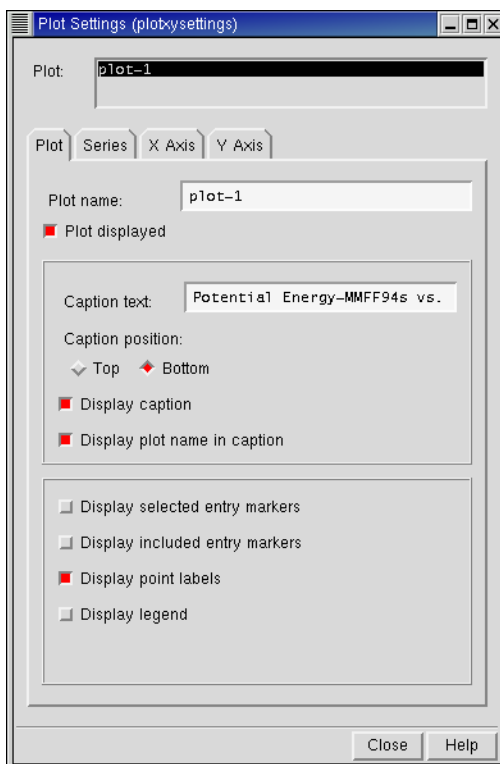 Plot Settings (plotxysettings)
Plot:
plot-1
Plot Series X Axis Y Axis
Plot name: plot-1
Plot displayed
Caption text: Potential Energy-MMFF94s vs.
Caption position:
Top Bottom
Display caption
Display plot name in caption
Display selected entry markers
Display included entry markers
Display point labels
Display legend
Close Help